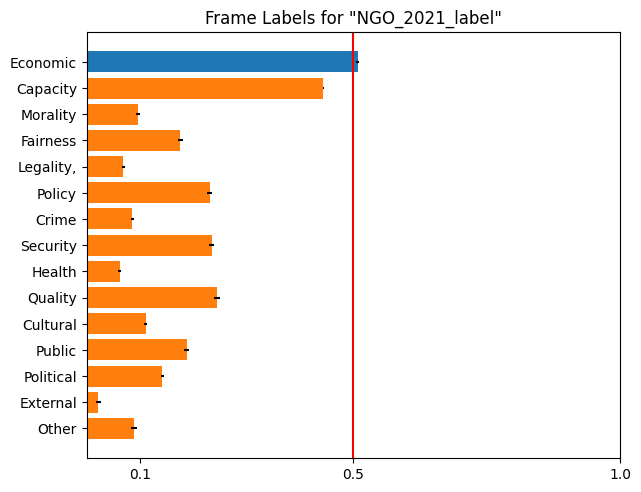 Frame Labels for "NGO_2021_label"
Economic
Capacity
Morality
Fairness
Legality,
Policy
Crime
Security
Health
Quality
Cultural
Public
Political
External
Other
0.1 0.5 1.0